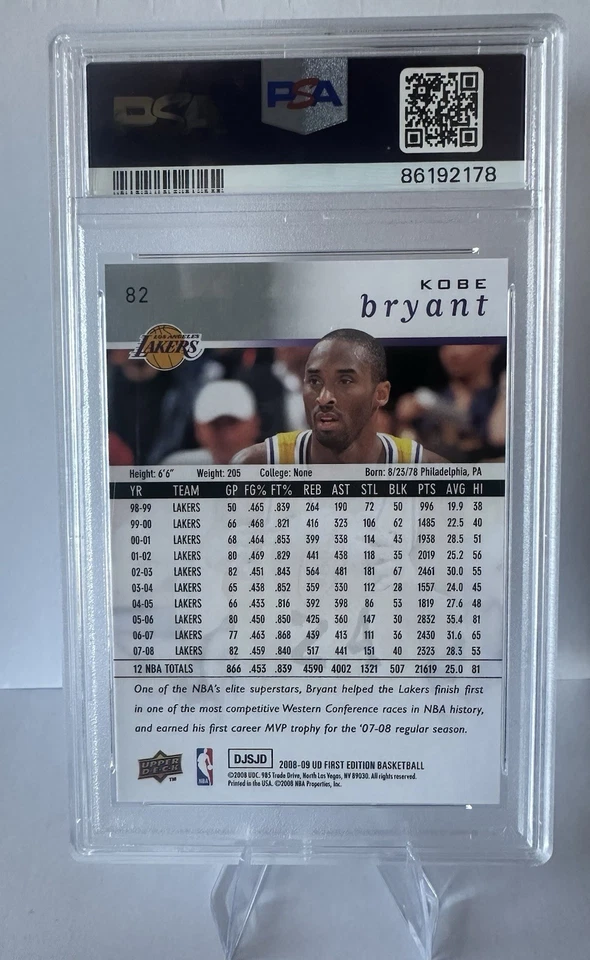 PSA
PSA
86192178
82
KOBE
bryant
LOS ANGELES
LAKERS
Height: 6'6" Weight: 205 College: None Born: 8/23/78 Philadelphia, PA
YR TEAM GP FG% FT% REB AST STL BLK PTS AVG HI
98-99 LAKERS 50 .465 .839 264 190 72 50 996 19.9 38
99-00 LAKERS 66 .468 .821 416 323 106 62 1485 22.5 40
00-01 LAKERS 68 .464 .853 399 338 114 43 1938 28.5 51
01-02 LAKERS 80 .469 .829 441 438 118 35 2019 25.2 56
02-03 LAKERS 82 .451 .843 564 481 181 67 2461 30.0 55
03-04 LAKERS 65 .438 .852 359 330 112 28 1557 24.0 45
04-05 LAKERS 66 .433 .816 392 398 86 53 1819 27.6 48
05-06 LAKERS 80 .450 .850 425 360 147 30 2832 35.4 81
06-07 LAKERS 77 .463 .868 439 413 111 36 2430 31.6 65
07-08 LAKERS 82 .459 .840 517 441 151 40 2323 28.3 53
12 NBA TOTALS 866 .453 .839 4590 4002 1321 507 21619 25.0 81
One of the NBA's elite superstars, Bryant helped the Lakers finish first
in one of the most competitive Western Conference races in NBA history,
and earned his first career MVP trophy for the '07-08 regular season.
UPPER
DECK
TM
NBA
DJSJD
2008-09 UD FIRST EDITION BASKETBALL
©2008 UDC. 985 Trade Drive, North Las Vegas, NV 89030. All rights reserved.
Printed in the USA. ©2008 NBA Properties, Inc.